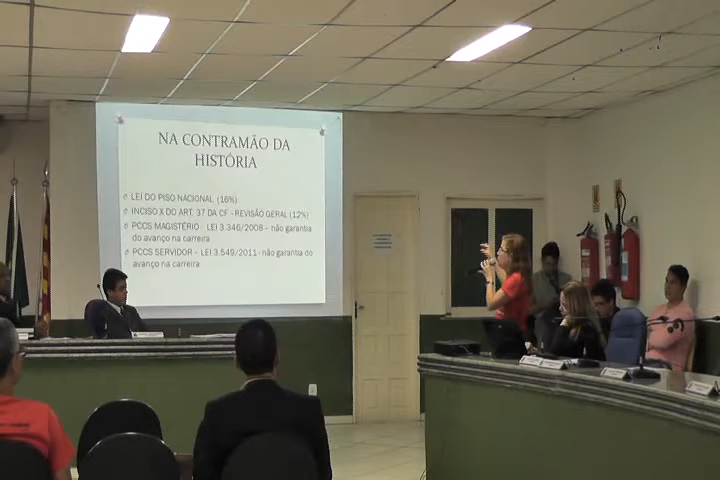 NA CONTRAMÃO DA
HISTÓRIA
LEI DO PISO NACIONAL (16%)
INCISO X DO ART. 37 DA CF - REVISÃO GERAL (12%)
PCCS MAGISTÉRIO - LEI 3.346/2008 - não garantia
do avanço na carreira
PCCS SERVIDOR - LEI 3.549/2011- não garantia do
avanço na carreira